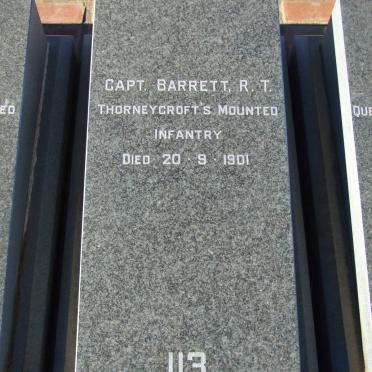 CAPT. BARRETT, R. T.
THORNEYCROFT'S MOUNTED
INFANTRY
DIED 20 · 9 · 1901
113